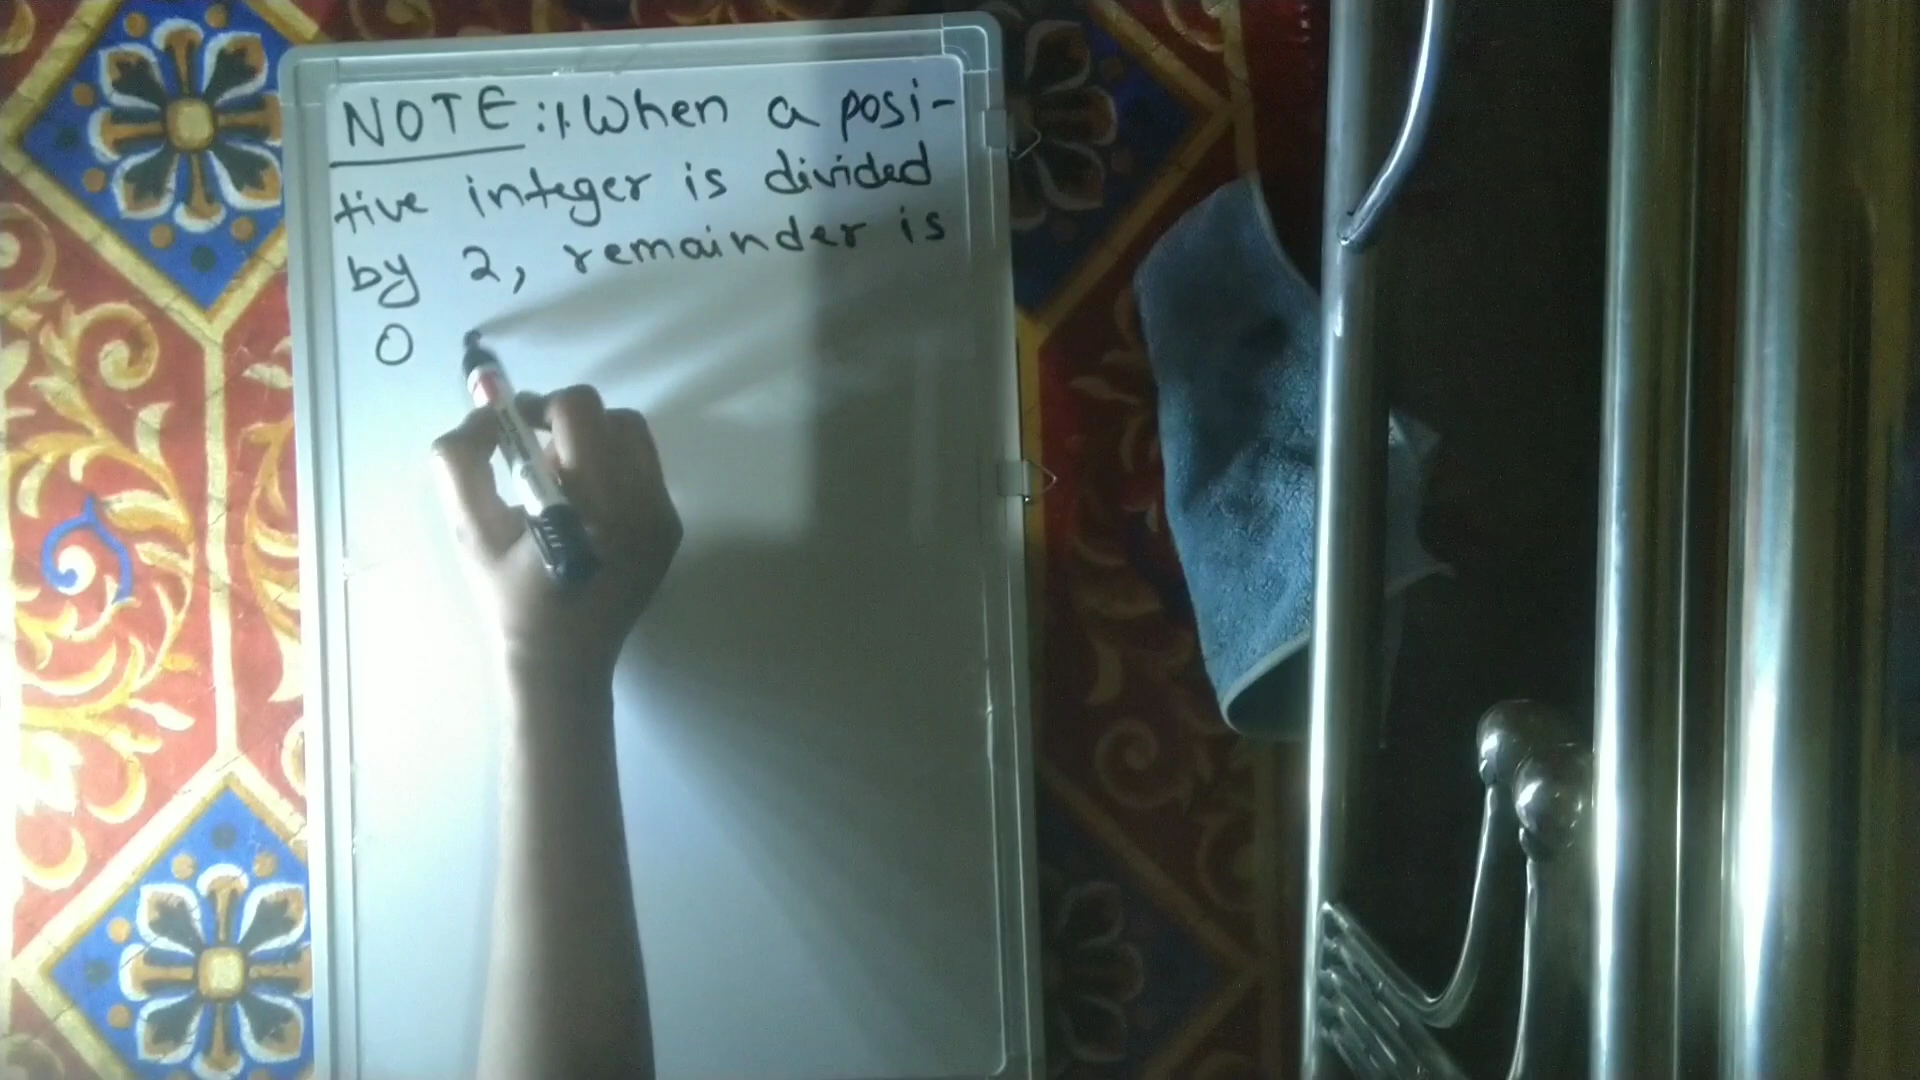 NOTE :1. When a posi-
tive integer is divided
by 2, remainder is
0